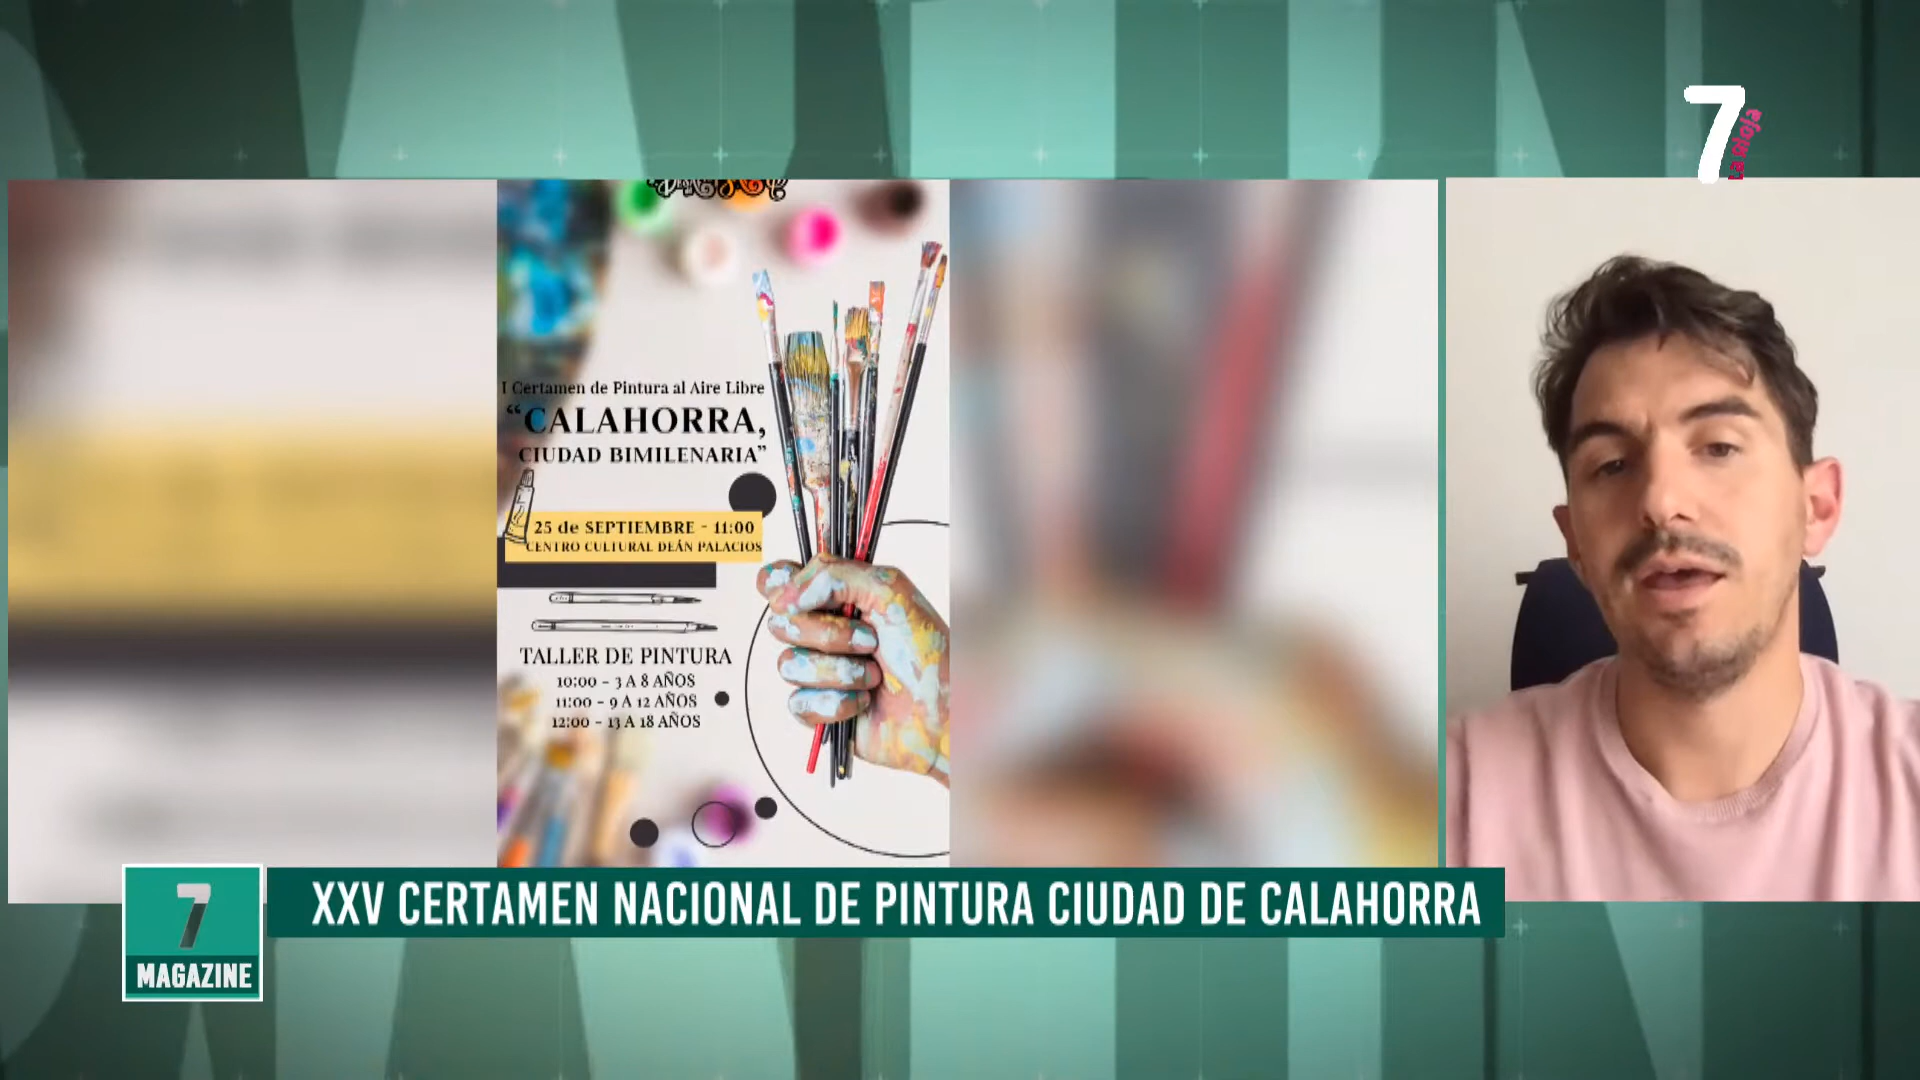 7 La Rioja
I Certamen de Pintura al Aire Libre
“CALAHORRA,
CIUDAD BIMILENARIA”
25 de SEPTIEMBRE - 11:00
CENTRO CULTURAL DEÁN PALACIOS
TALLER DE PINTURA
10:00 - 3 A 8 AÑOS
11:00 - 9 A 12 AÑOS
12:00 - 13 A 18 AÑOS
XXV CERTAMEN NACIONAL DE PINTURA CIUDAD DE CALAHORRA
7
MAGAZINE